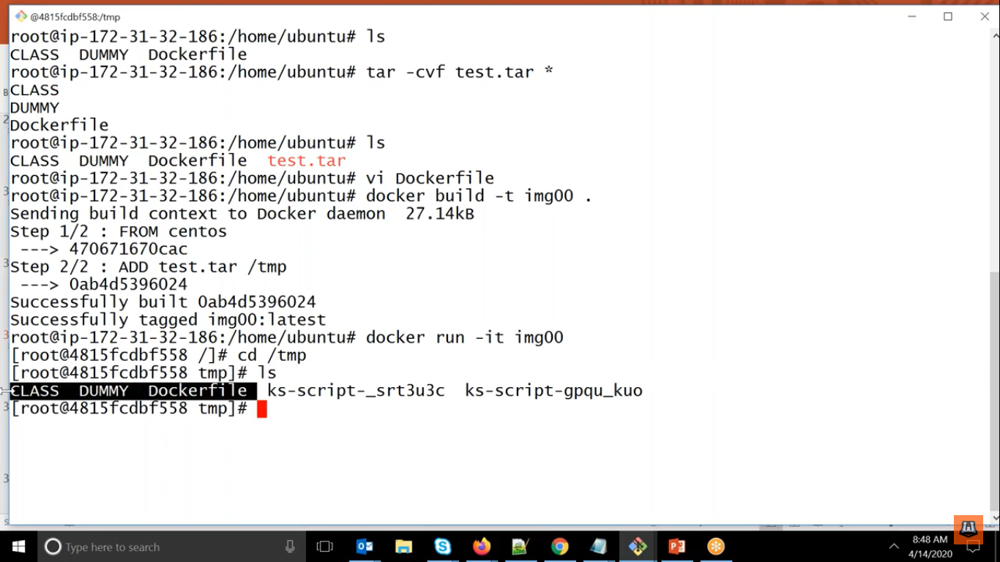 @4815fcdbf558:/tmp
root@ip-172-31-32-186:/home/ubuntu# ls
CLASS  DUMMY  Dockerfile
root@ip-172-31-32-186:/home/ubuntu# tar -cvf test.tar *
CLASS
DUMMY
Dockerfile
root@ip-172-31-32-186:/home/ubuntu# ls
CLASS  DUMMY  Dockerfile  test.tar
root@ip-172-31-32-186:/home/ubuntu# vi Dockerfile
root@ip-172-31-32-186:/home/ubuntu# docker build -t img00 .
Sending build context to Docker daemon  27.14kB
Step 1/2 : FROM centos
 ---> 470671670cac
Step 2/2 : ADD test.tar /tmp
 ---> 0ab4d5396024
Successfully built 0ab4d5396024
Successfully tagged img00:latest
root@ip-172-31-32-186:/home/ubuntu# docker run -it img00
[root@4815fcdbf558 /]# cd /tmp
[root@4815fcdbf558 tmp]# ls
CLASS  DUMMY  Dockerfile  ks-script-_srt3u3c  ks-script-gpqu_kuo
[root@4815fcdbf558 tmp]#
Type here to search
8:48 AM
4/14/2020